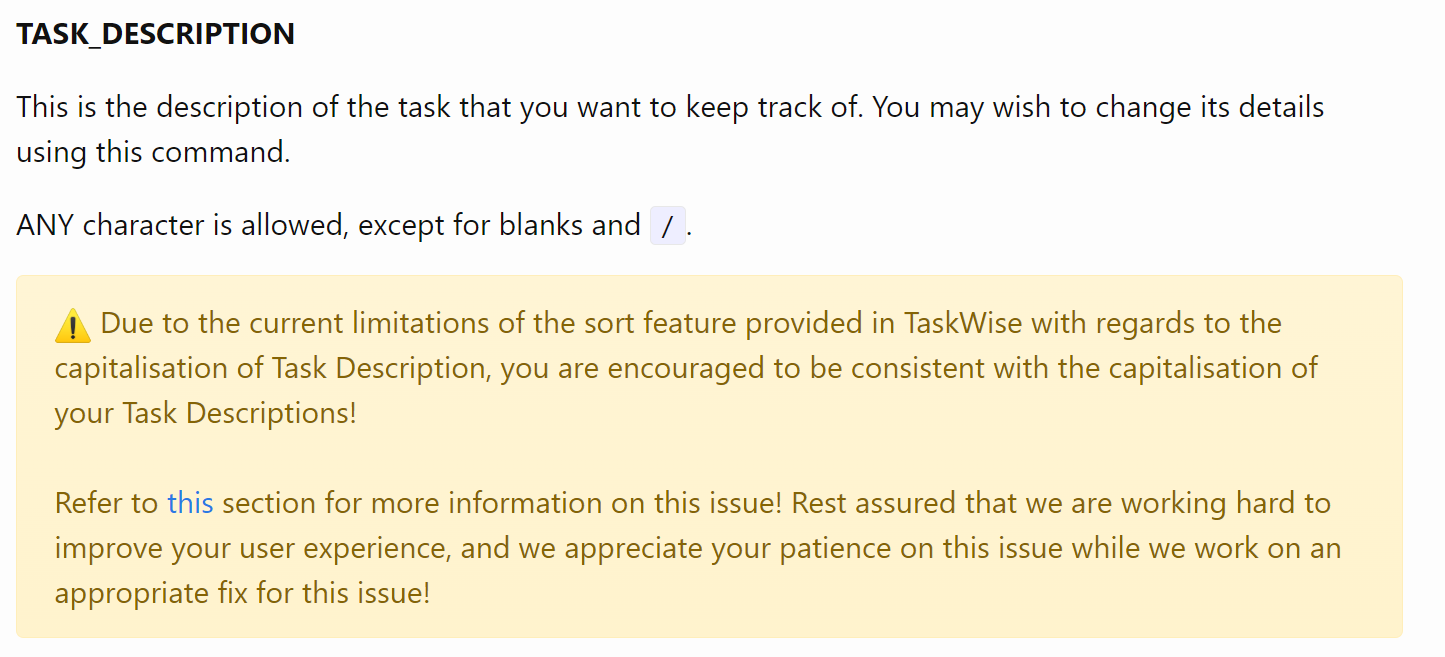 TASK_DESCRIPTION
This is the description of the task that you want to keep track of. You may wish to change its details
using this command.
ANY character is allowed, except for blanks and /.
⚠️ Due to the current limitations of the sort feature provided in TaskWise with regards to the
capitalisation of Task Description, you are encouraged to be consistent with the capitalisation of
your Task Descriptions!
Refer to this section for more information on this issue! Rest assured that we are working hard to
improve your user experience, and we appreciate your patience on this issue while we work on an
appropriate fix for this issue!